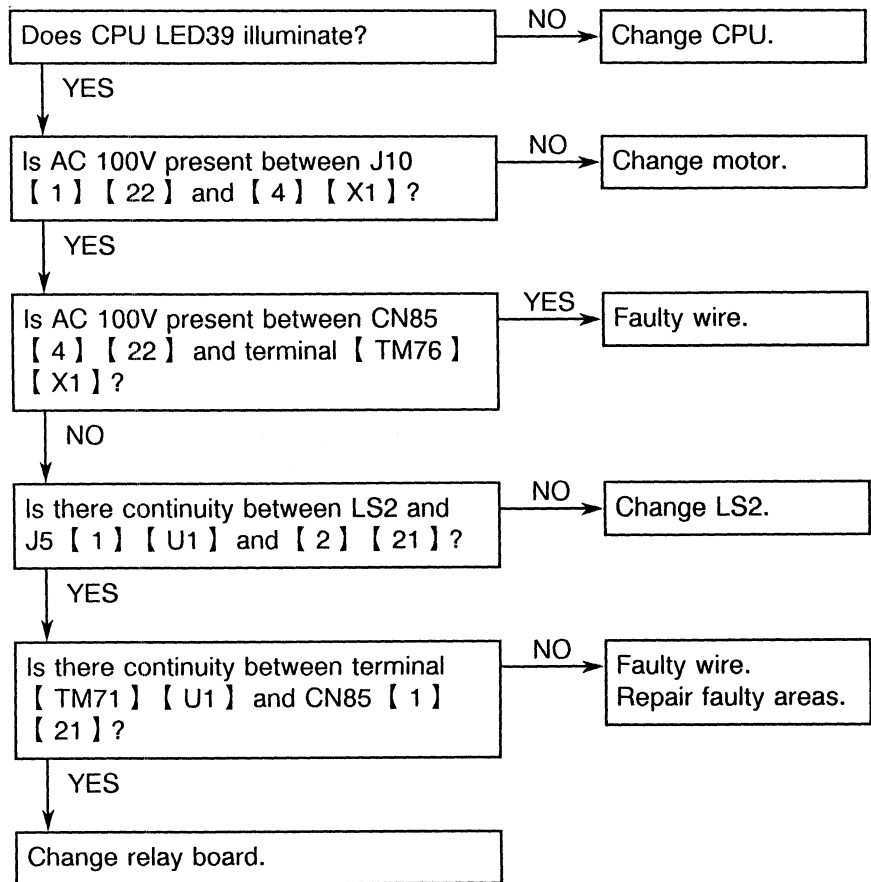 Does CPU LED39 illuminate?
NO
Change CPU.
YES
Is AC 100V present between J10
【 1 】【 22 】 and 【 4 】【 X1 】?
NO
Change motor.
YES
Is AC 100V present between CN85
【 4 】【 22 】 and terminal 【 TM76 】
【 X1 】?
YES
Faulty wire.
NO
Is there continuity between LS2 and
J5 【 1 】【 U1 】 and 【 2 】【 21 】?
NO
Change LS2.
YES
Is there continuity between terminal
【 TM71 】【 U1 】 and CN85 【 1 】
【 21 】?
NO
Faulty wire.
Repair faulty areas.
YES
Change relay board.